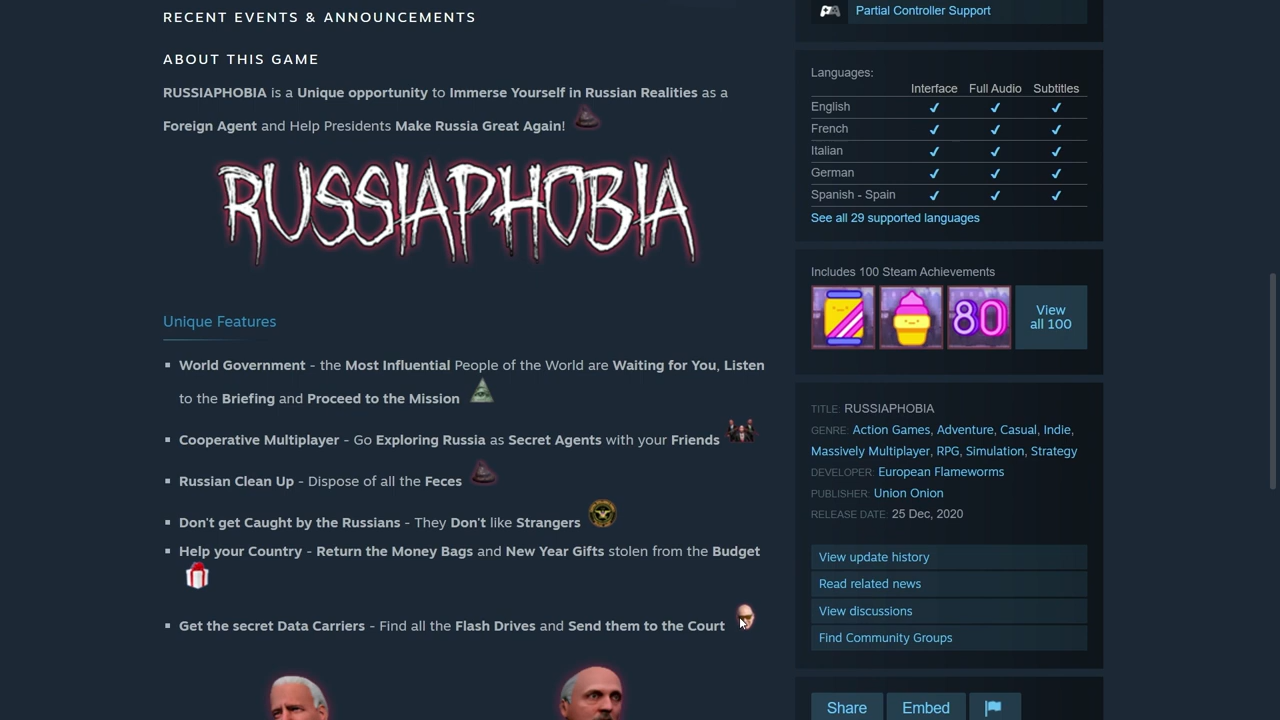 RECENT EVENTS & ANNOUNCEMENTS
ABOUT THIS GAME
RUSSIAPHOBIA is a Unique opportunity to Immerse Yourself in Russian Realities as a
Foreign Agent and Help Presidents Make Russia Great Again!
RUSSIAPHOBIA
Unique Features
World Government - the Most Influential People of the World are Waiting for You, Listen
to the Briefing and Proceed to the Mission
Cooperative Multiplayer - Go Exploring Russia as Secret Agents with your Friends
Russian Clean Up - Dispose of all the Feces
Don't get Caught by the Russians - They Don't like Strangers
Help your Country - Return the Money Bags and New Year Gifts stolen from the Budget
Get the secret Data Carriers - Find all the Flash Drives and Send them to the Court
Partial Controller Support
Languages:
Interface Full Audio Subtitles
English ✔ ✔ ✔
French ✔ ✔ ✔
Italian ✔ ✔ ✔
German ✔ ✔ ✔
Spanish - Spain ✔ ✔ ✔
See all 29 supported languages
Includes 100 Steam Achievements
80
View
all 100
TITLE: RUSSIAPHOBIA
GENRE: Action Games, Adventure, Casual, Indie,
Massively Multiplayer, RPG, Simulation, Strategy
DEVELOPER: European Flameworms
PUBLISHER: Union Onion
RELEASE DATE: 25 Dec, 2020
View update history
Read related news
View discussions
Find Community Groups
Share Embed